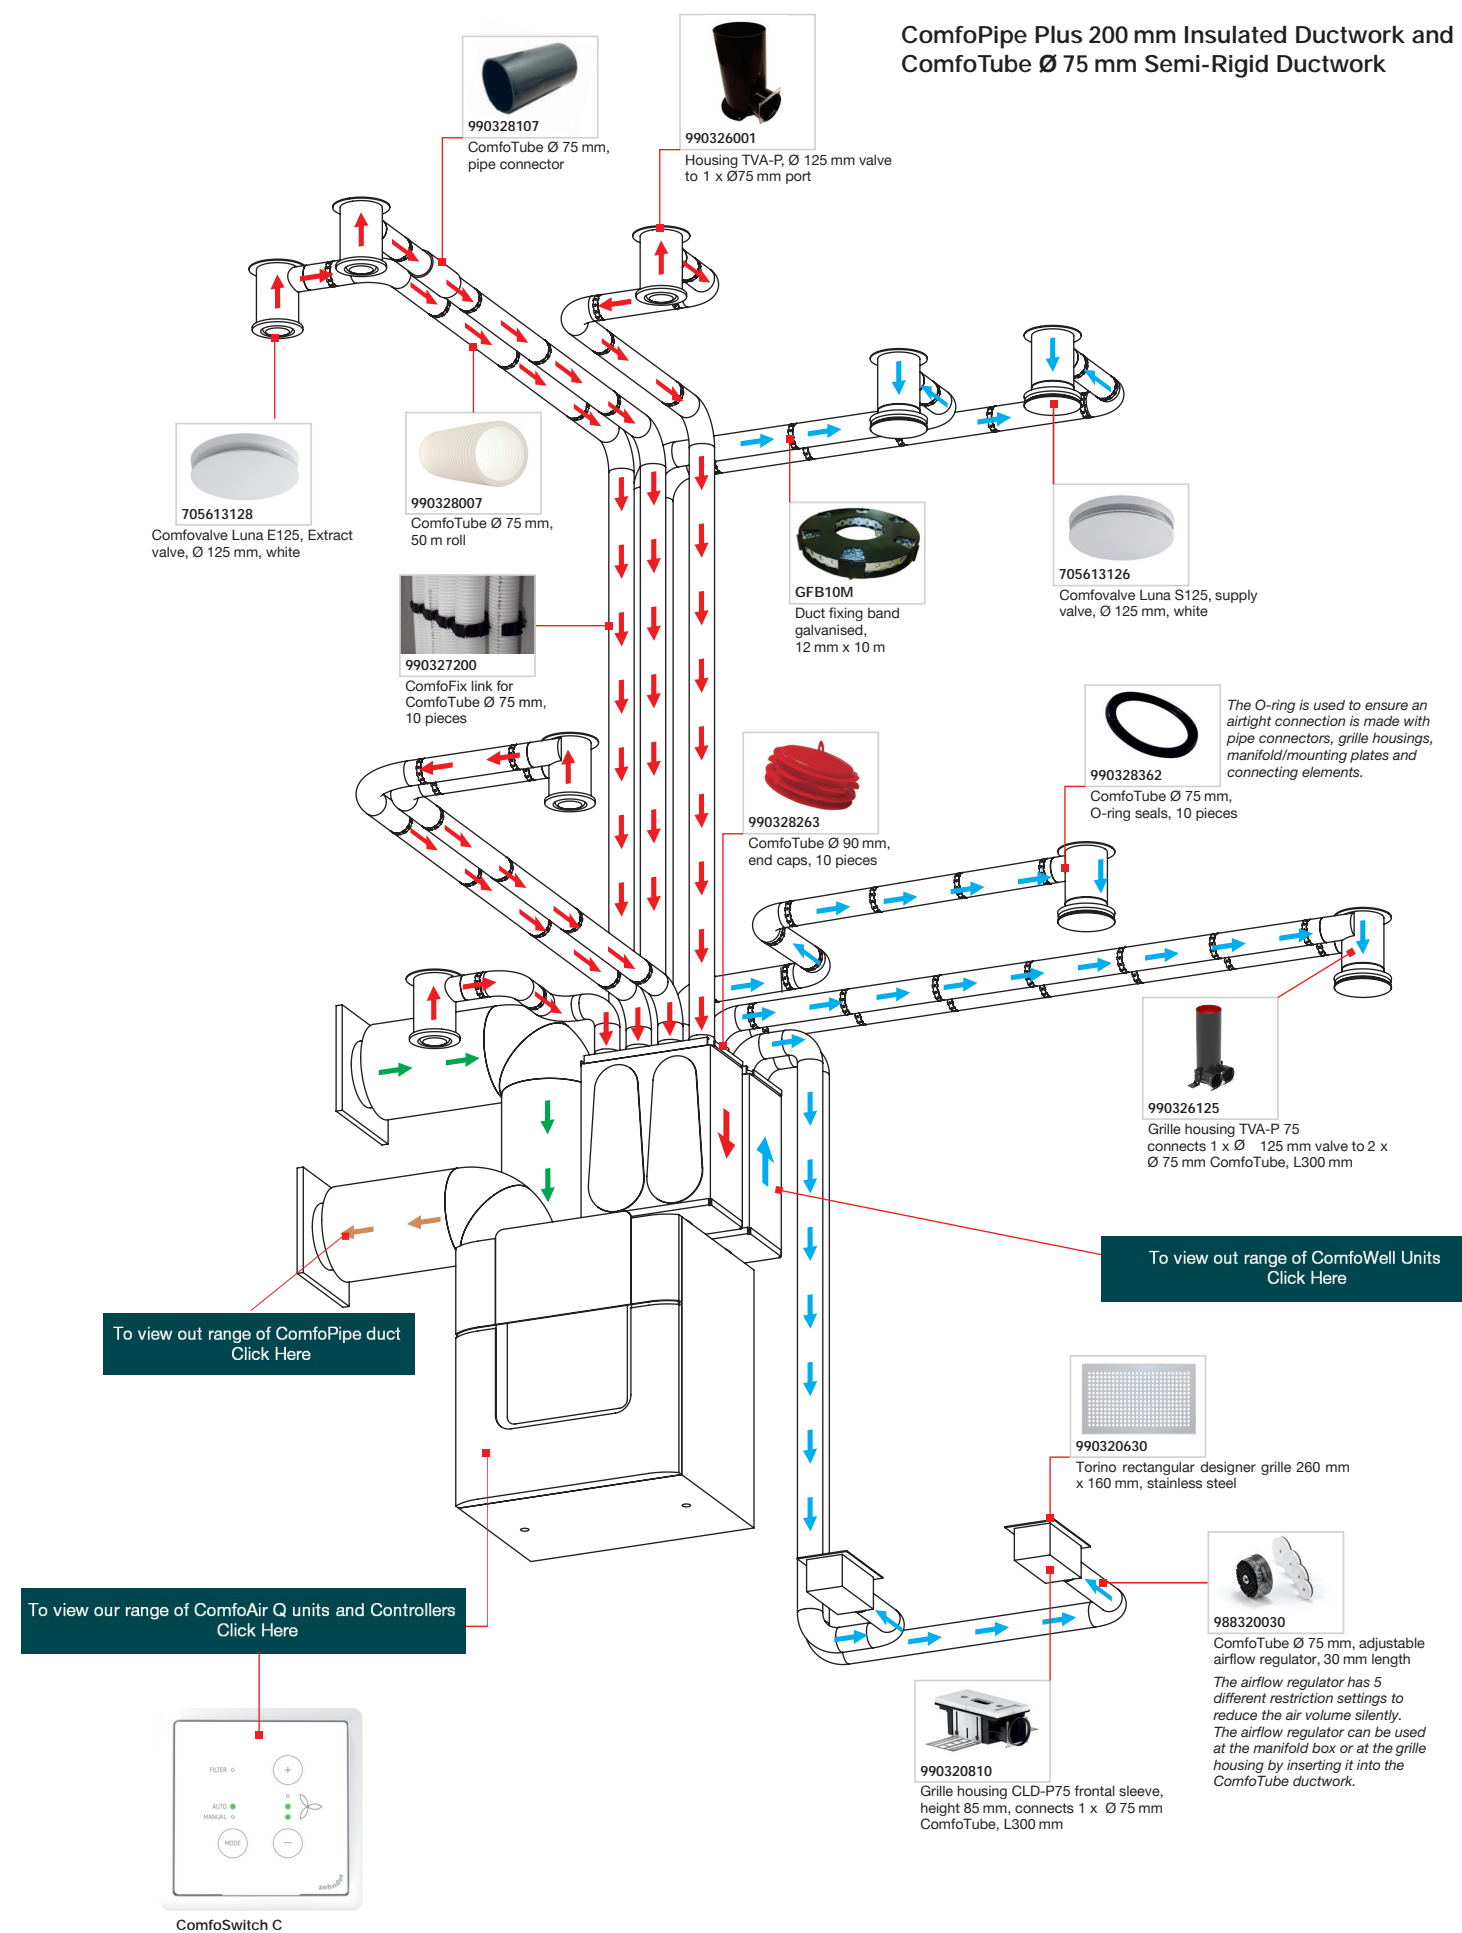 ComfoPipe Plus 200 mm Insulated Ductwork and
ComfoTube Ø 75 mm Semi-Rigid Ductwork
990328107
ComfoTube Ø 75 mm,
pipe connector
990326001
Housing TVA-P, Ø 125 mm valve
to 1 x Ø75 mm port
705613128
Comfovalve Luna E125, Extract
valve, Ø 125 mm, white
990328007
ComfoTube Ø 75 mm,
50 m roll
990327200
ComfoFix link for
ComfoTube Ø 75 mm,
10 pieces
GFB10M
Duct fixing band
galvanised,
12 mm x 10 m
705613126
Comfovalve Luna S125, supply
valve, Ø 125 mm, white
990328362
ComfoTube Ø 75 mm,
O-ring seals, 10 pieces
The O-ring is used to ensure an
airtight connection is made with
pipe connectors, grille housings,
manifold/mounting plates and
connecting elements.
990328263
ComfoTube Ø 90 mm,
end caps, 10 pieces
990326125
Grille housing TVA-P 75
connects 1 x Ø 125 mm valve to 2 x
Ø 75 mm ComfoTube, L300 mm
To view out range of ComfoWell Units
Click Here
To view out range of ComfoPipe duct
Click Here
990320630
Torino rectangular designer grille 260 mm
x 160 mm, stainless steel
988320030
ComfoTube Ø 75 mm, adjustable
airflow regulator, 30 mm length
The airflow regulator has 5
different restriction settings to
reduce the air volume silently.
The airflow regulator can be used
at the manifold box or at the grille
housing by inserting it into the
ComfoTube ductwork.
To view our range of ComfoAir Q units and Controllers
Click Here
990320810
Grille housing CLD-P75 frontal sleeve,
height 85 mm, connects 1 x Ø 75 mm
ComfoTube, L300 mm
FILTER
+
AUTO
MANUAL
MODE
−
zehnder
ComfoSwitch C